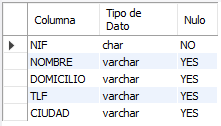 Columna Tipo de Dato Nulo
NIF char NO
NOMBRE varchar YES
DOMICILIO varchar YES
TLF varchar YES
CIUDAD varchar YES